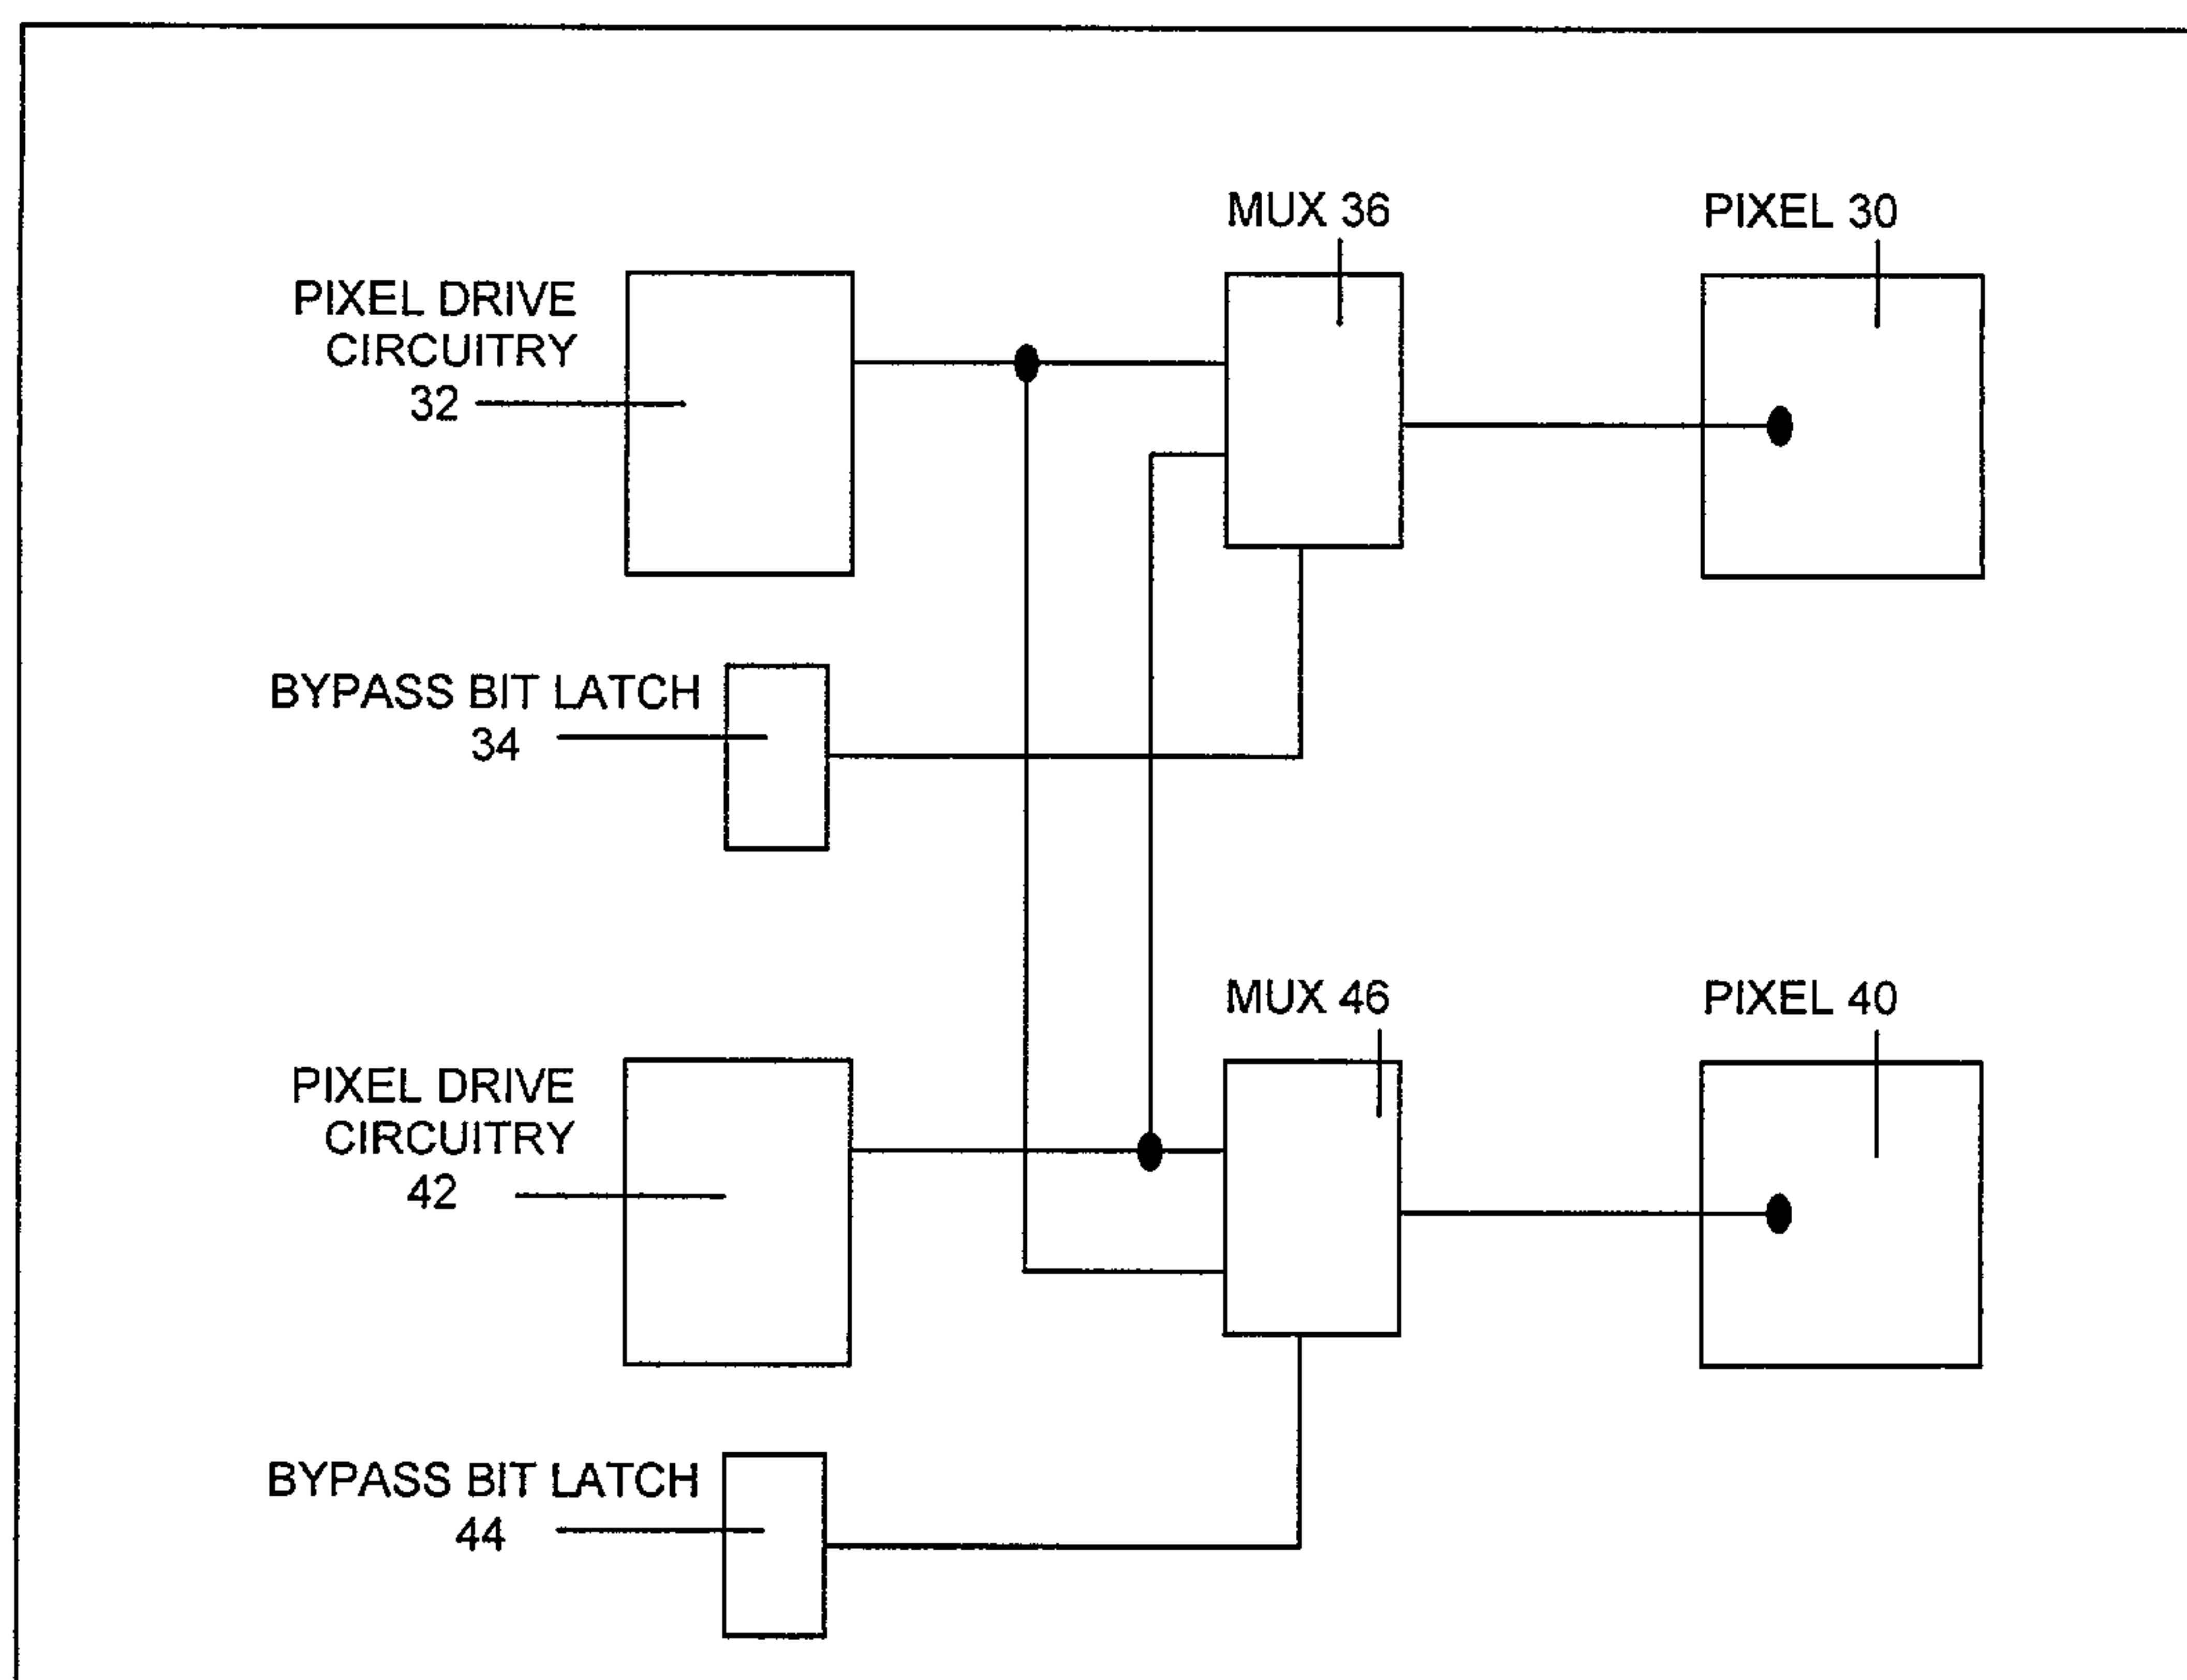 MUX 36
PIXEL 30
PIXEL DRIVE
CIRCUITRY
32
BYPASS BIT LATCH
34
MUX 46
PIXEL 40
PIXEL DRIVE
CIRCUITRY
42
BYPASS BIT LATCH
44